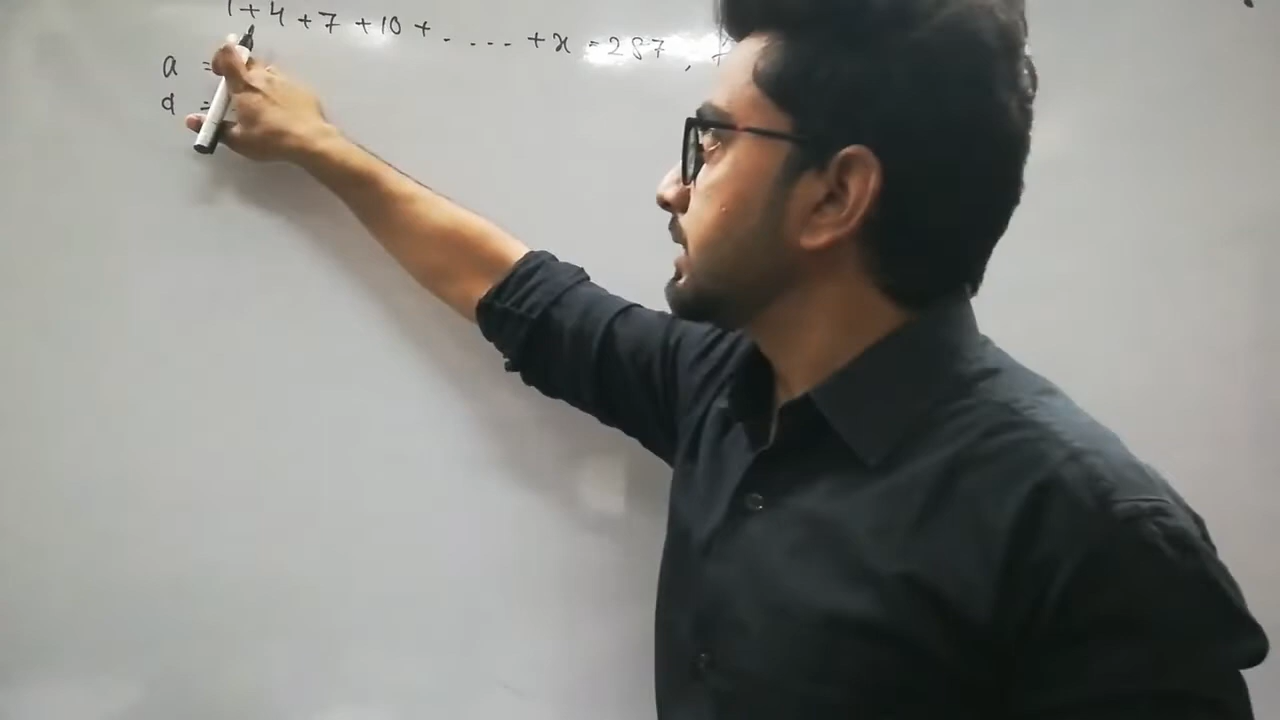 1 + 4 + 7 + 10 + ..... + x = 287,
a =
d =